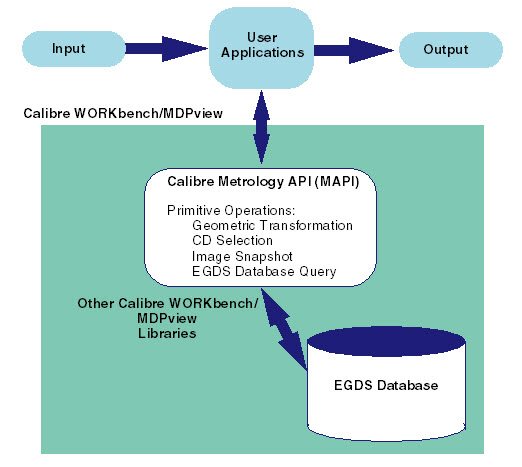 Input
User
Applications
Output
Calibre WORKbench/MDPview
Calibre Metrology API (MAPI)
Primitive Operations:
Geometric Transformation
CD Selection
Image Snapshot
EGDS Database Query
Other Calibre WORKbench/
MDPview
Libraries
EGDS Database